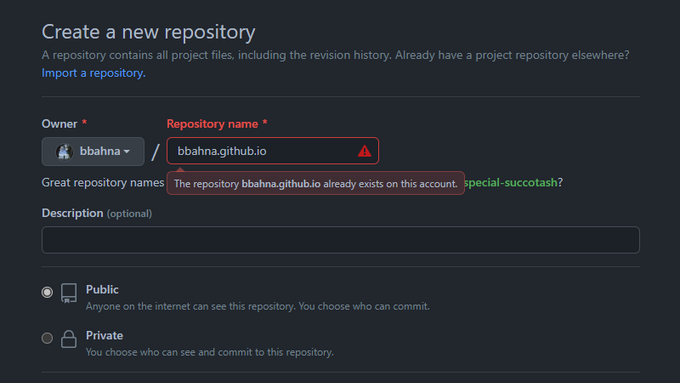 Create a new repository
A repository contains all project files, including the revision history. Already have a project repository elsewhere?
Import a repository.
Owner *
Repository name *
bbahna
/
bbahna.github.io
Great repository names
special-succotash?
The repository bbahna.github.io already exists on this account.
Description (optional)
Public
Anyone on the internet can see this repository. You choose who can commit.
Private
You choose who can see and commit to this repository.